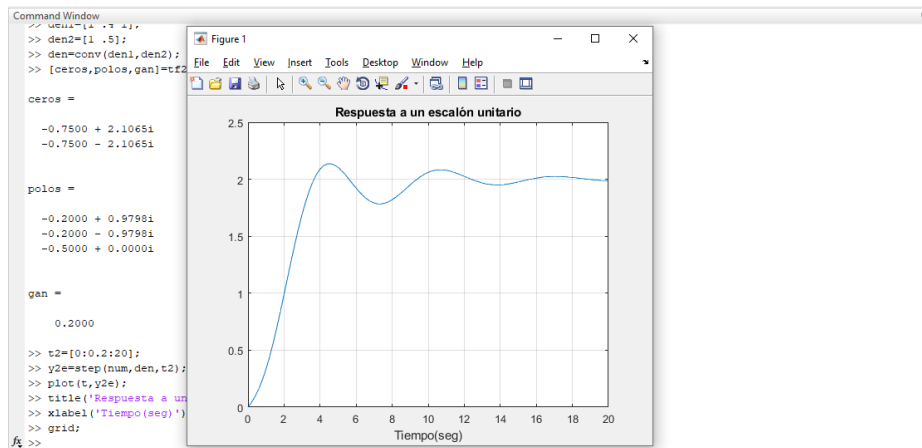 Command Window
>> den1=[1 .4 1];
>> den2=[1 .5];
>> den=conv(den1,den2);
>> [ceros,polos,gan]=tf2
ceros =
-0.7500 + 2.1065i
-0.7500 - 2.1065i
polos =
-0.2000 + 0.9798i
-0.2000 - 0.9798i
-0.5000 + 0.0000i
gan =
0.2000
>> t2=[0:0.2:20];
>> y2e=step(num,den,t2);
>> plot(t,y2e);
>> title('Respuesta a un
>> xlabel('Tiempo(seg)')
>> grid;
fx >>
Figure 1
File Edit View Insert Tools Desktop Window Help
Respuesta a un escalón unitario
2.5
2
1.5
1
0.5
0
0 2 4 6 8 10 12 14 16 18 20
Tiempo(seg)